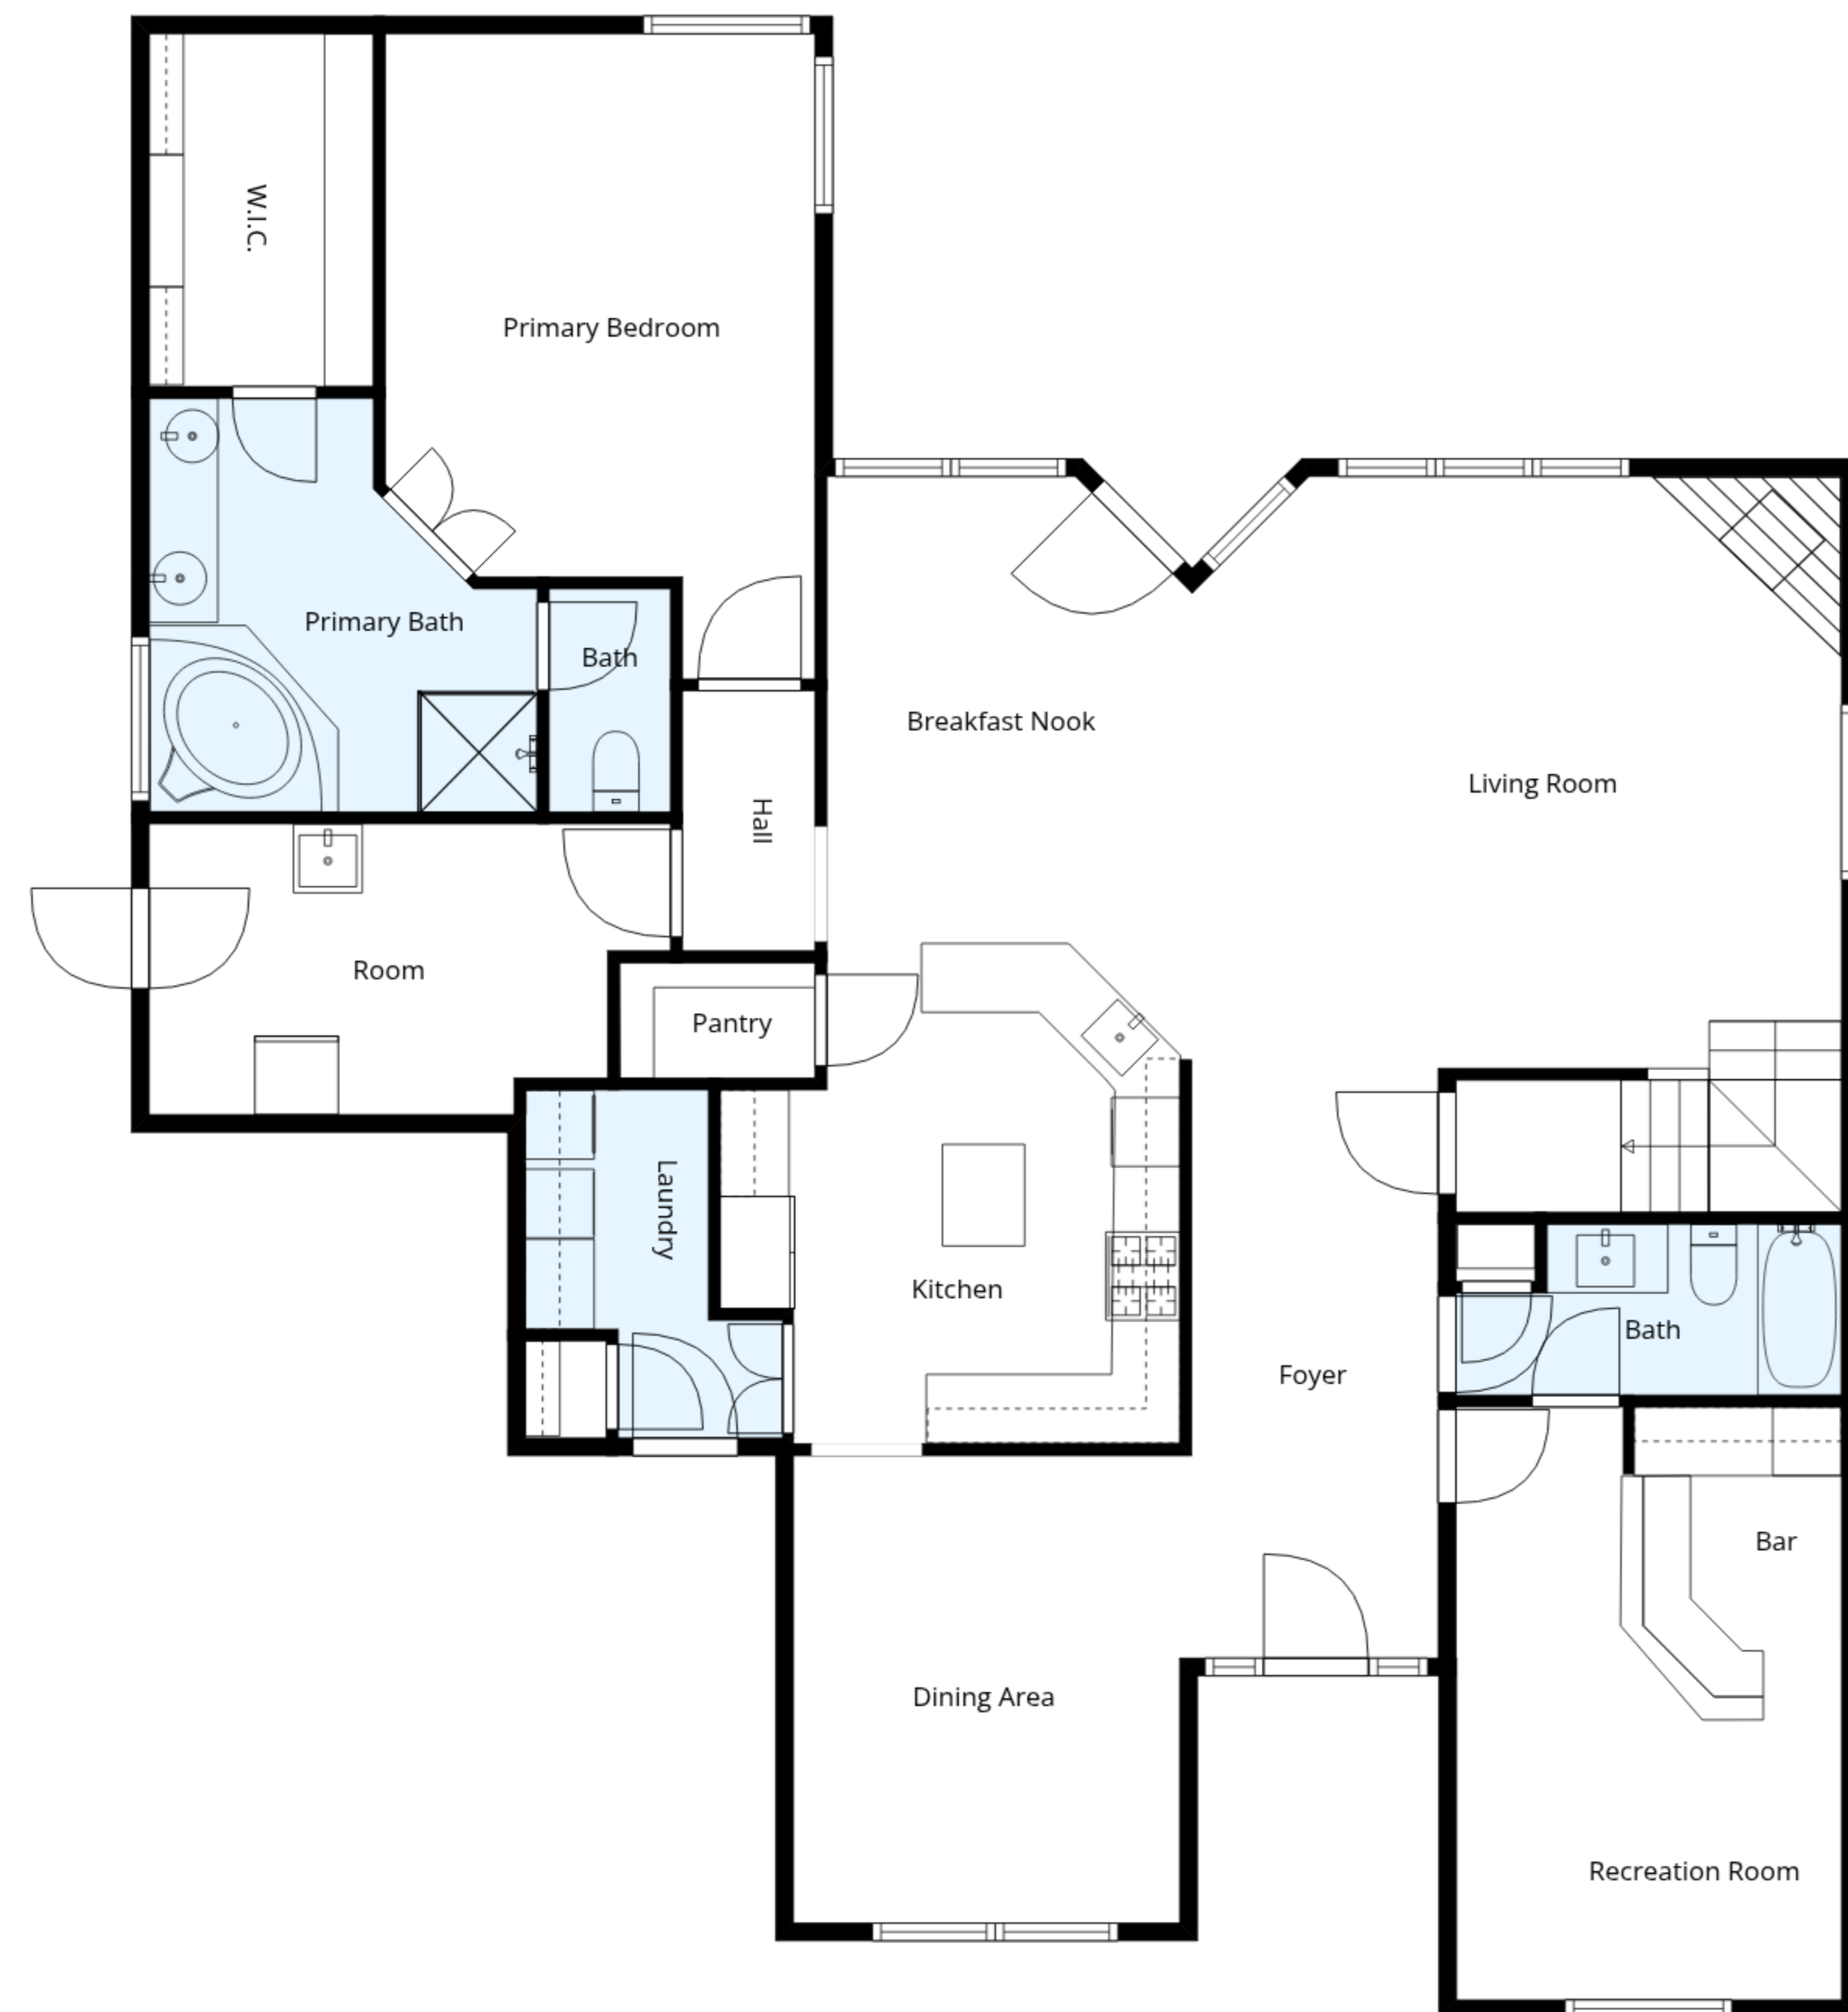 W.I.C.
Primary Bedroom
Primary Bath
Bath
Breakfast Nook
Living Room
Hall
Room
Pantry
Laundry
Kitchen
Bath
Foyer
Bar
Dining Area
Recreation Room